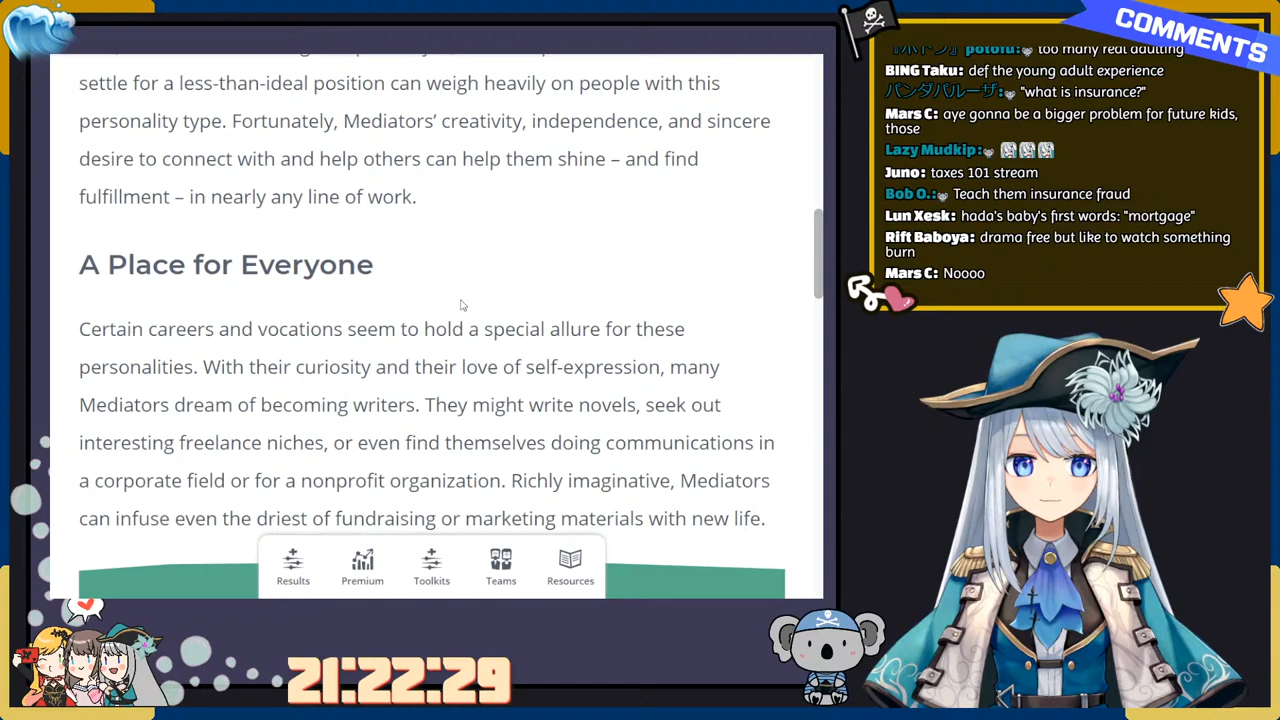 settle for a less-than-ideal position can weigh heavily on people with this
personality type. Fortunately, Mediators’ creativity, independence, and sincere
desire to connect with and help others can help them shine – and find
fulfillment – in nearly any line of work.
A Place for Everyone
Certain careers and vocations seem to hold a special allure for these
personalities. With their curiosity and their love of self-expression, many
Mediators dream of becoming writers. They might write novels, seek out
interesting freelance niches, or even find themselves doing communications in
a corporate field or for a nonprofit organization. Richly imaginative, Mediators
can infuse even the driest of fundraising or marketing materials with new life.
Results
Premium
Toolkits
Teams
Resources
21:22:29
COMMENTS
potofu: too many real adulting
BING Taku: def the young adult experience
パンダパルーザ: "what is insurance?"
Mars C: aye gonna be a bigger problem for future kids,
those
Lazy Mudkip:
Juno: taxes 101 stream
Bob O.: Teach them insurance fraud
Lun Xesk: hada's baby's first words: "mortgage"
Rift Baboya: drama free but like to watch something
burn
Mars C: Noooo